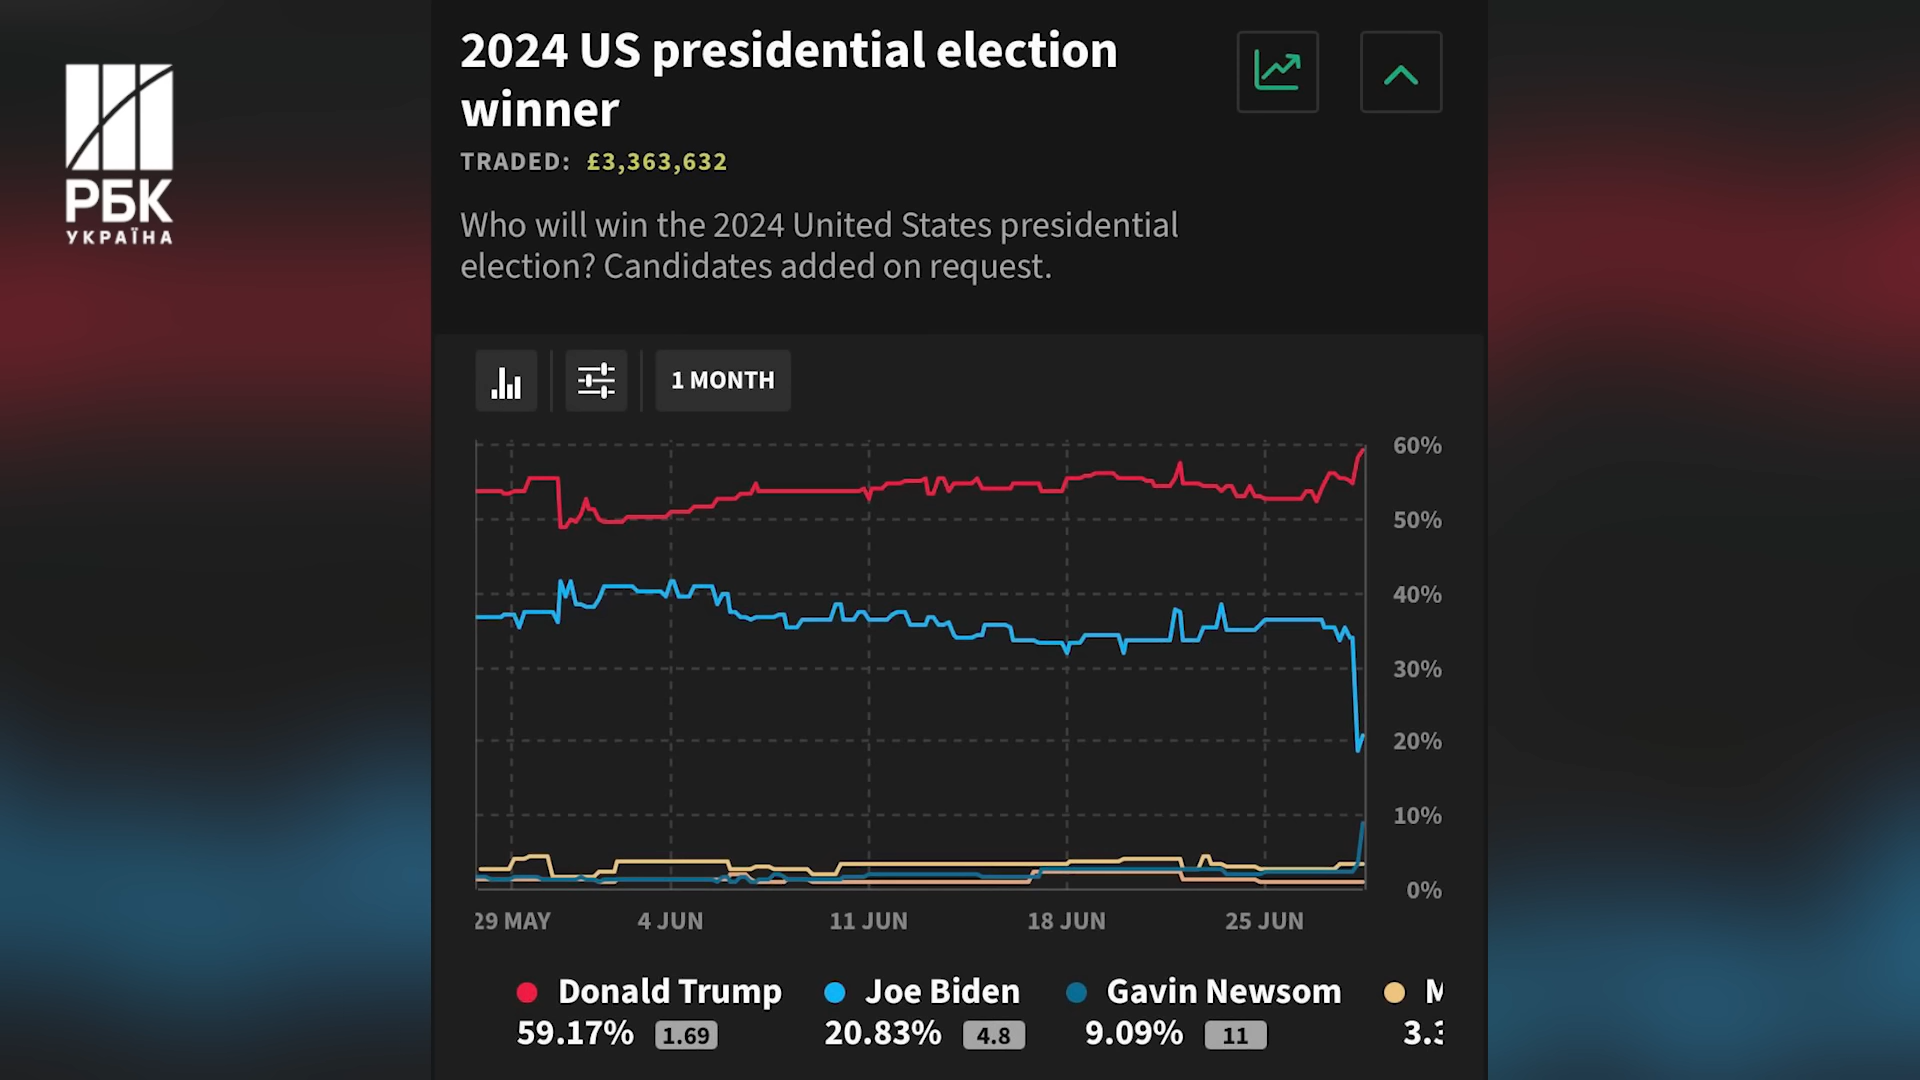 РБК
УКРАЇНА
2024 US presidential election
winner
TRADED: £3,363,632
Who will win the 2024 United States presidential
election? Candidates added on request.
1 MONTH
60%
50%
40%
30%
20%
10%
0%
29 MAY 4 JUN 11 JUN 18 JUN 25 JUN
Donald Trump Joe Biden Gavin Newsom M
59.17% 1.69 20.83% 4.8 9.09% 11 3.3